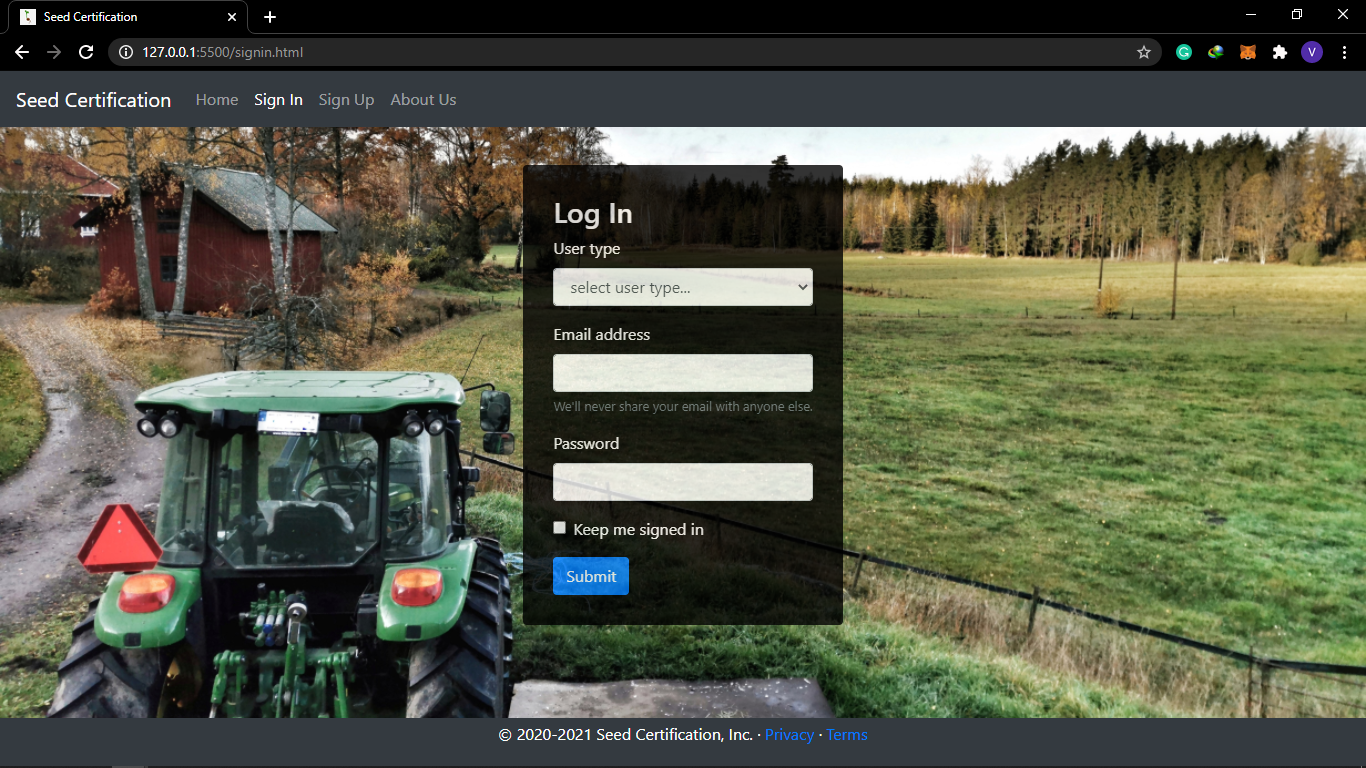 Seed Certification
127.0.0.1:5500/signin.html
V
Seed Certification Home Sign In Sign Up About Us
Log In
User type
select user type...
Email address
We'll never share your email with anyone else.
Password
Keep me signed in
Submit
© 2020-2021 Seed Certification, Inc. · Privacy · Terms